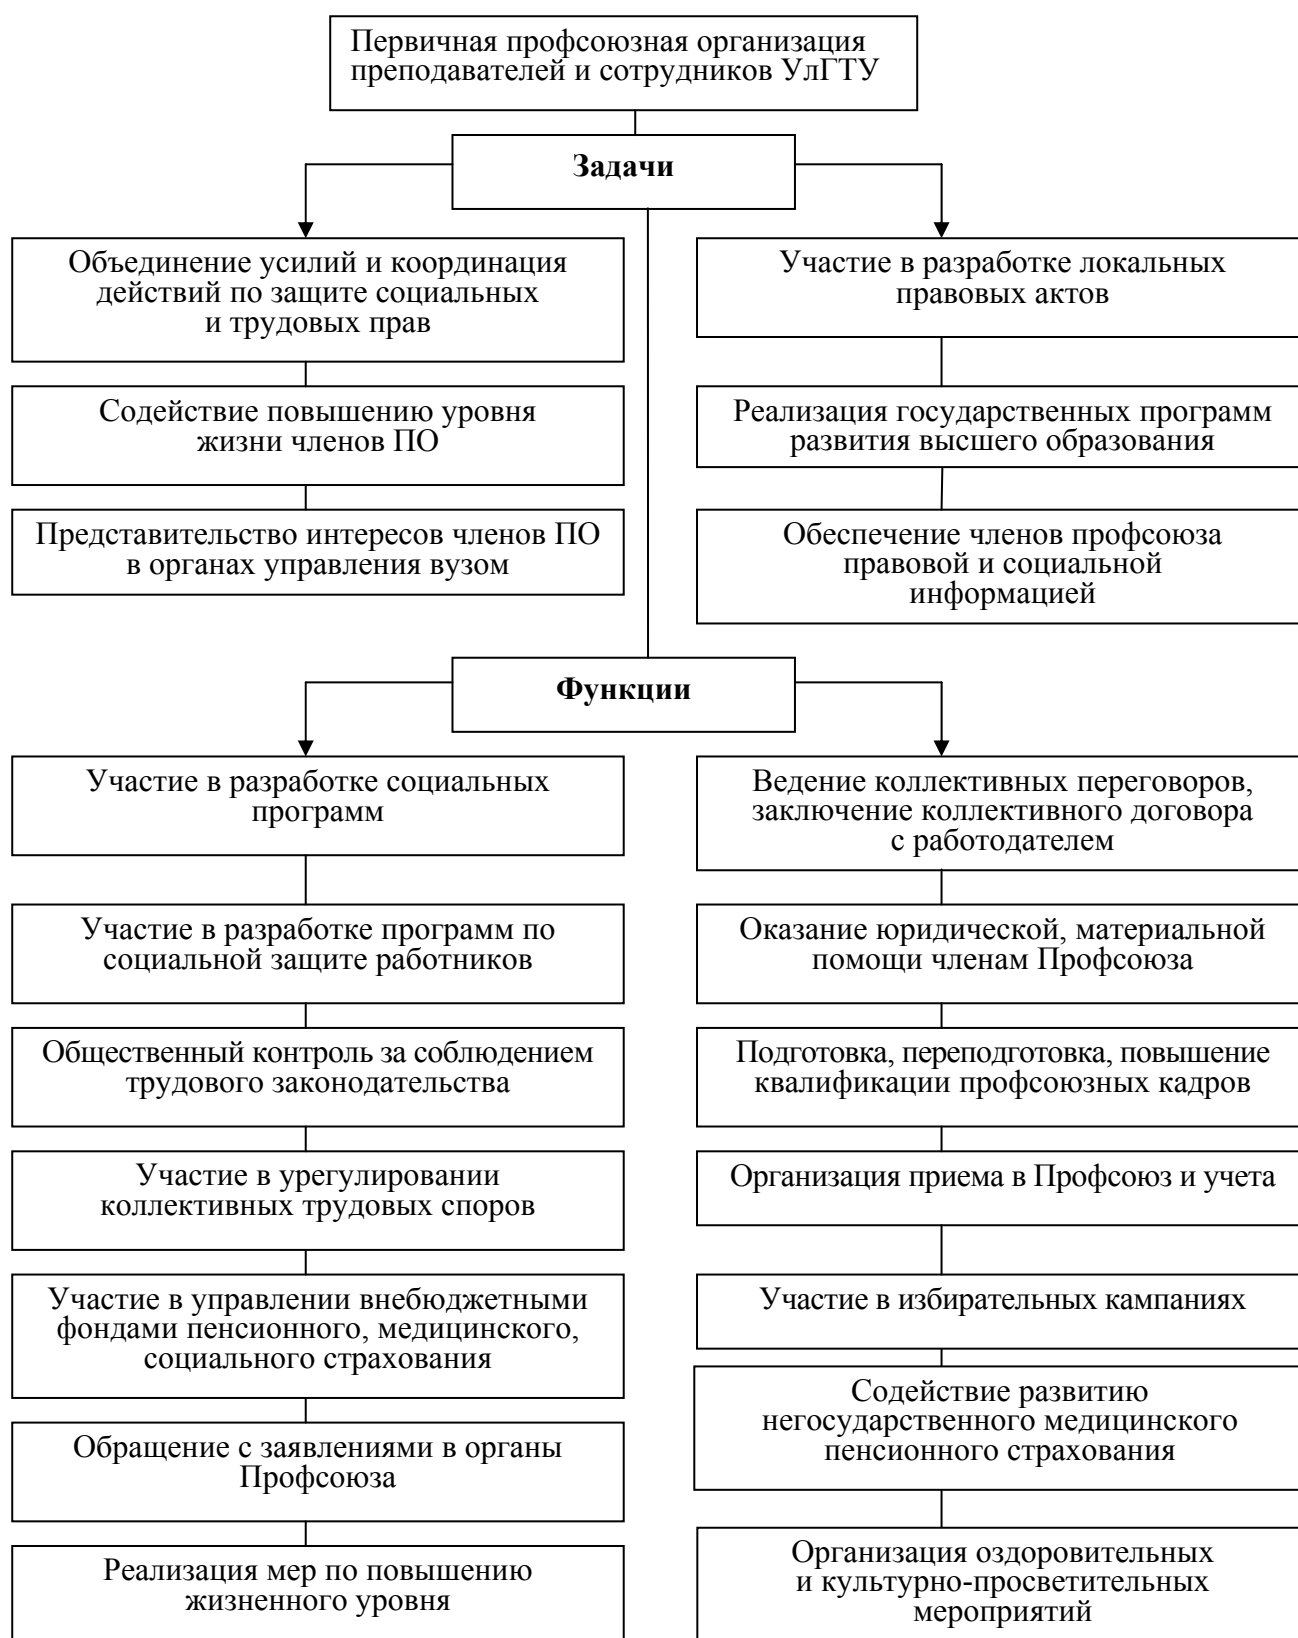 Первичная профсоюзная организация
преподавателей и сотрудников УлГТУ
Задачи
Объединение усилий и координация
действий по защите социальных
и трудовых прав
Содействие повышению уровня
жизни членов ПО
Представительство интересов членов ПО
в органах управления вузом
Участие в разработке локальных
правовых актов
Реализация государственных программ
развития высшего образования
Обеспечение членов профсоюза
правовой и социальной
информацией
Функции
Участие в разработке социальных
программ
Участие в разработке программ по
социальной защите работников
Общественный контроль за соблюдением
трудового законодательства
Участие в урегулировании
коллективных трудовых споров
Участие в управлении внебюджетными
фондами пенсионного, медицинского,
социального страхования
Обращение с заявлениями в органы
Профсоюза
Реализация мер по повышению
жизненного уровня
Ведение коллективных переговоров,
заключение коллективного договора
с работодателем
Оказание юридической, материальной
помощи членам Профсоюза
Подготовка, переподготовка, повышение
квалификации профсоюзных кадров
Организация приема в Профсоюз и учета
Участие в избирательных кампаниях
Содействие развитию
негосударственного медицинского
пенсионного страхования
Организация оздоровительных
и культурно-просветительных
мероприятий